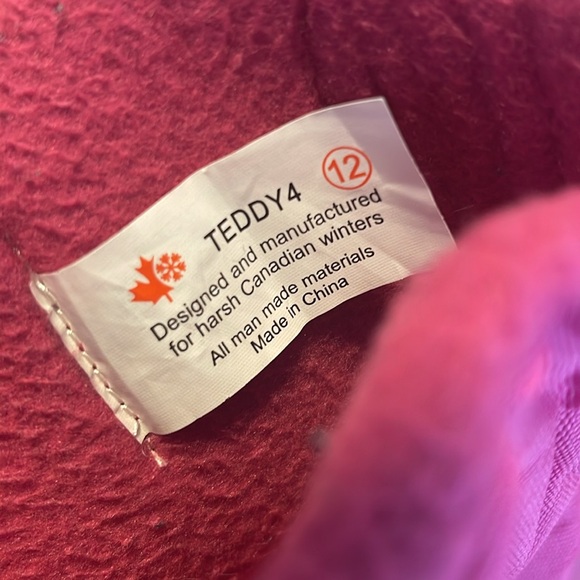 TEDDY4 12
Designed and manufactured
for harsh Canadian winters
All man made materials
Made in China